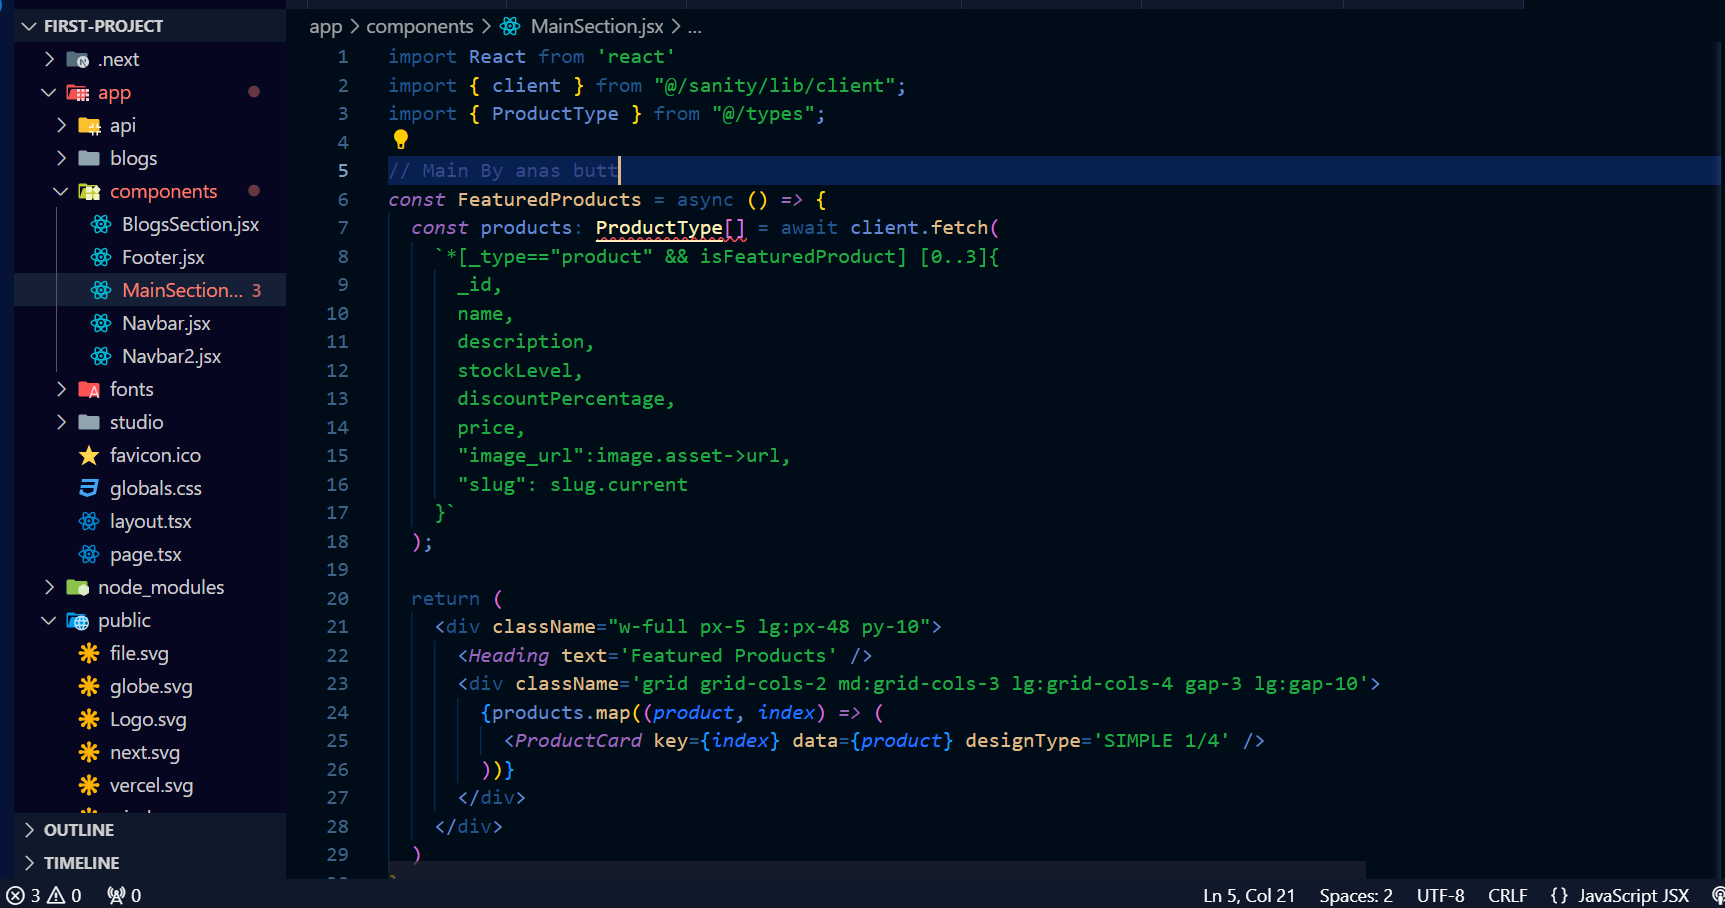 FIRST-PROJECT
.next
app
api
blogs
components
BlogsSection.jsx
Footer.jsx
MainSection... 3
Navbar.jsx
Navbar2.jsx
fonts
studio
favicon.ico
globals.css
layout.tsx
page.tsx
node_modules
public
file.svg
globe.svg
Logo.svg
next.svg
vercel.svg
OUTLINE
TIMELINE
app > components > MainSection.jsx > ...
1 import React from 'react'
2 import { client } from "@/sanity/lib/client";
3 import { ProductType } from "@/types";
4
5 // Main By anas butt
6 const FeaturedProducts = async () => {
7   const products: ProductType[] = await client.fetch(
8     `*[_type=="product" && isFeaturedProduct] [0..3]{
9       _id,
10       name,
11       description,
12       stockLevel,
13       discountPercentage,
14       price,
15       "image_url":image.asset->url,
16       "slug": slug.current
17     }`
18   );
19
20   return (
21     <div className="w-full px-5 lg:px-48 py-10">
22       <Heading text='Featured Products' />
23       <div className='grid grid-cols-2 md:grid-cols-3 lg:grid-cols-4 gap-3 lg:gap-10'>
24         {products.map((product, index) => (
25           <ProductCard key={index} data={product} designType='SIMPLE 1/4' />
26         ))}
27       </div>
28     </div>
29   )
3 0 0 Ln 5, Col 21 Spaces: 2 UTF-8 CRLF {} JavaScript JSX